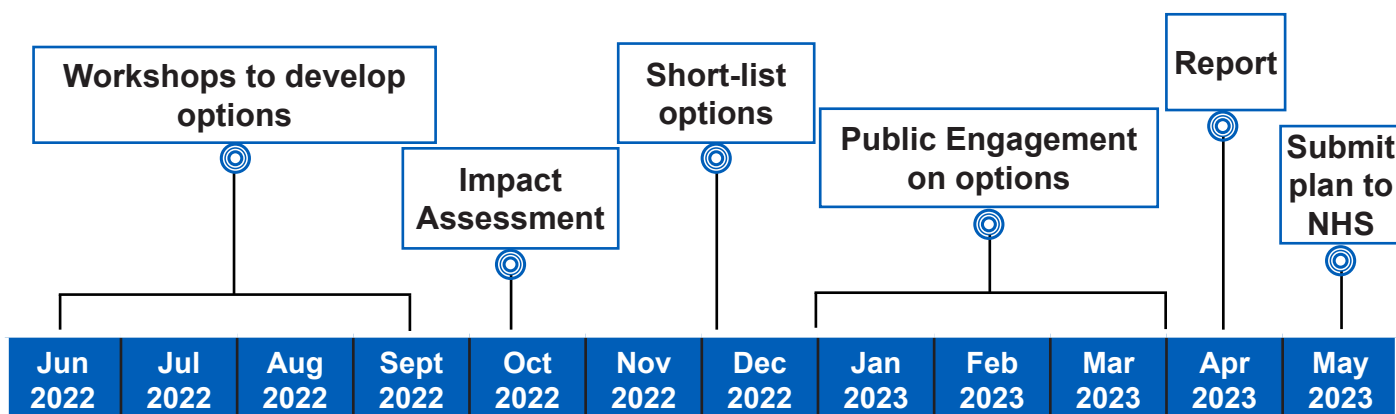 Workshops to develop
options
Impact
Assessment
Short-list
options
Public Engagement
on options
Report
Submit
plan to
NHS
Jun
2022
Jul
2022
Aug
2022
Sept
2022
Oct
2022
Nov
2022
Dec
2022
Jan
2023
Feb
2023
Mar
2023
Apr
2023
May
2023